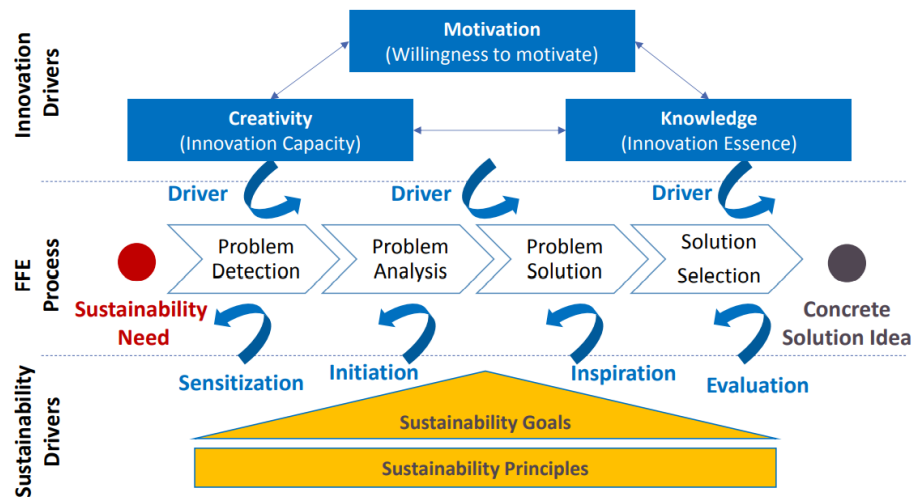 Innovation
Drivers
Motivation
(Willingness to motivate)
Creativity
(Innovation Capacity)
Knowledge
(Innovation Essence)
Driver
Driver
Driver
FFE
Process
Problem
Detection
Problem
Analysis
Problem
Solution
Solution
Selection
Sustainability
Need
Concrete
Solution Idea
Sensitization
Initiation
Inspiration
Evaluation
Sustainability
Drivers
Sustainability Goals
Sustainability Principles